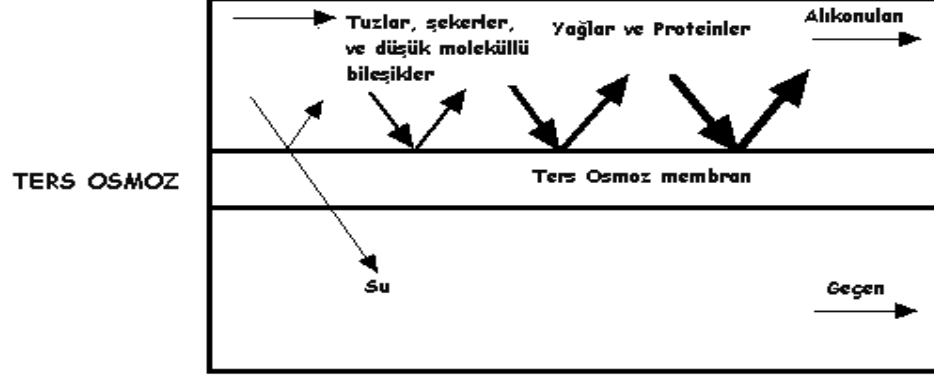 Tuzlar, şekerler,
ve düşük moleküllü
bileşikler
Yağlar ve Proteinler
Alıkonulan
TERS OSMOZ
Ters Osmoz membran
Su
Geçen